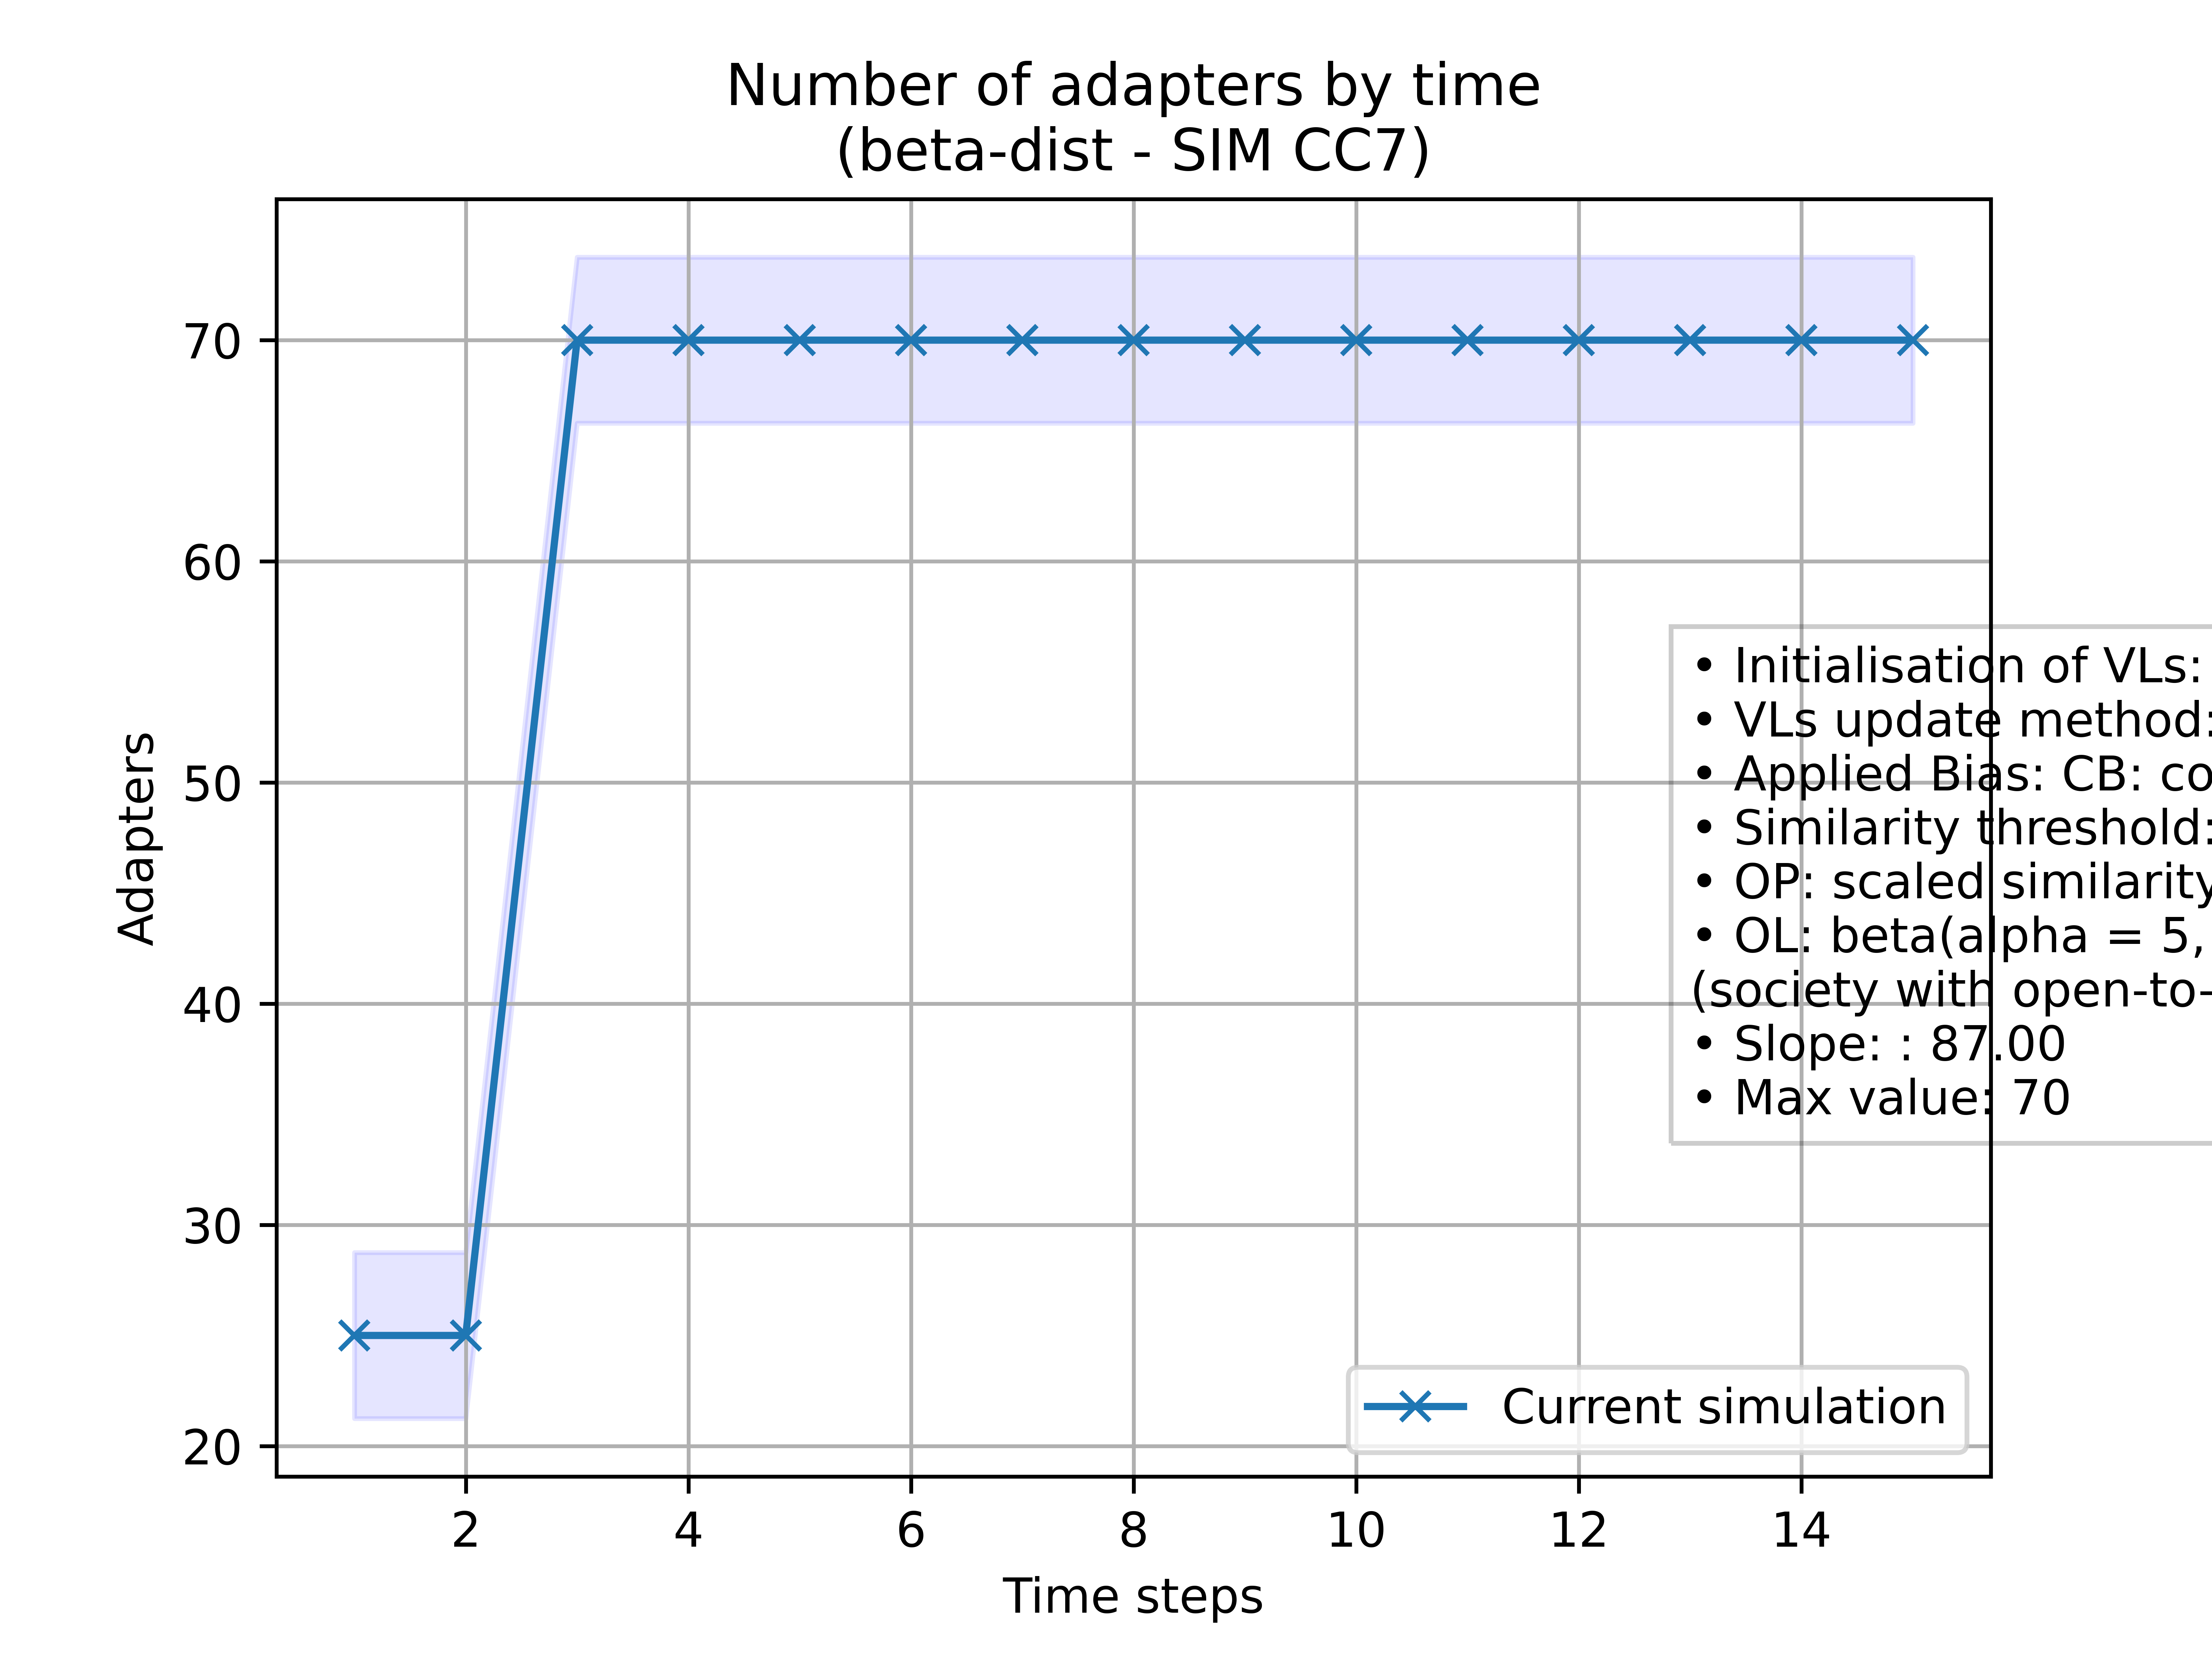 Number of adapters by time
(beta-dist - SIM CC7)
70
60
50
40
30
20
Adapters
• Initialisation of VLs:
• VLs update method:
• Applied Bias: CB: co
• Similarity threshold:
• OP: scaled similarity
• OL: beta(alpha = 5,
(society with open-to-
• Slope: : 87.00
• Max value: 70
Current simulation
2 4 6 8 10 12 14
Time steps